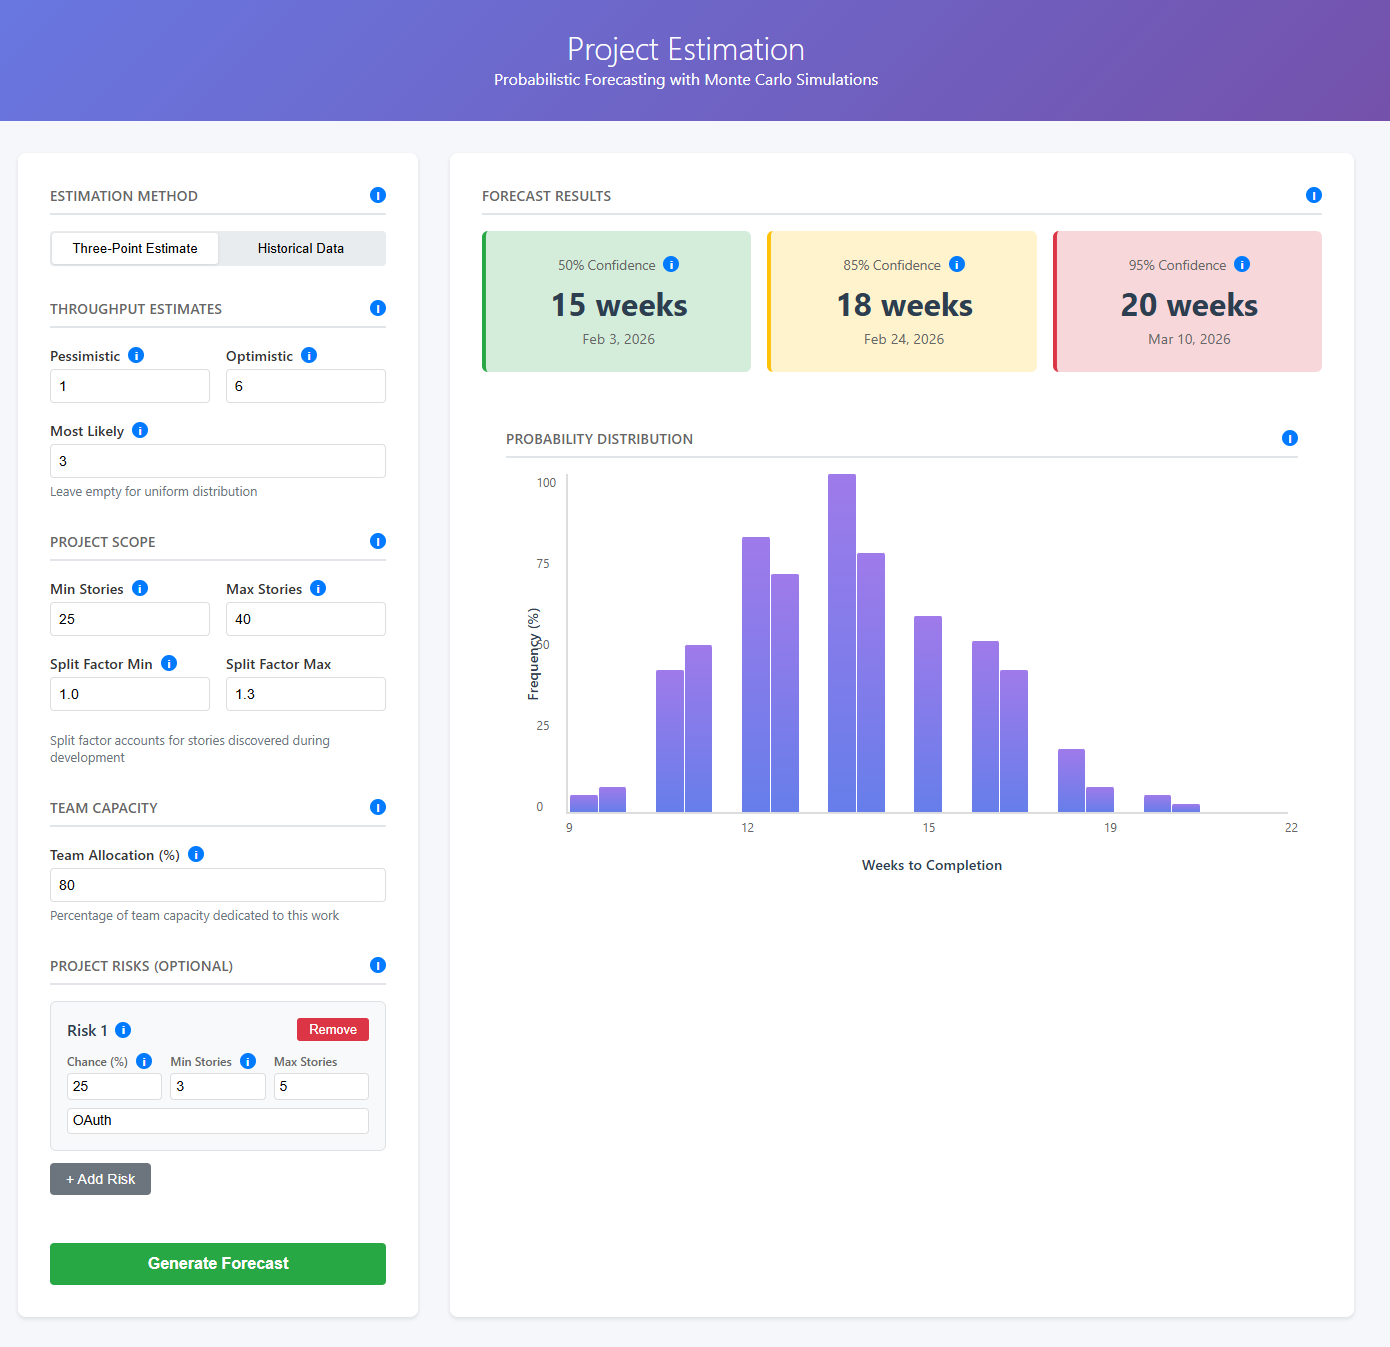 Project Estimation
Probabilistic Forecasting with Monte Carlo Simulations
ESTIMATION METHOD
Three-Point Estimate
Historical Data
THROUGHPUT ESTIMATES
Pessimistic
Optimistic
1
6
Most Likely
3
Leave empty for uniform distribution
PROJECT SCOPE
Min Stories
Max Stories
25
40
Split Factor Min
Split Factor Max
1.0
1.3
Split factor accounts for stories discovered during
development
TEAM CAPACITY
Team Allocation (%)
80
Percentage of team capacity dedicated to this work
PROJECT RISKS (OPTIONAL)
Risk 1
Remove
Chance (%)
Min Stories
Max Stories
25
3
5
OAuth
+ Add Risk
Generate Forecast
FORECAST RESULTS
50% Confidence
15 weeks
Feb 3, 2026
85% Confidence
18 weeks
Feb 24, 2026
95% Confidence
20 weeks
Mar 10, 2026
PROBABILITY DISTRIBUTION
Frequency (%)
100
75
50
25
0
9
12
15
19
22
Weeks to Completion